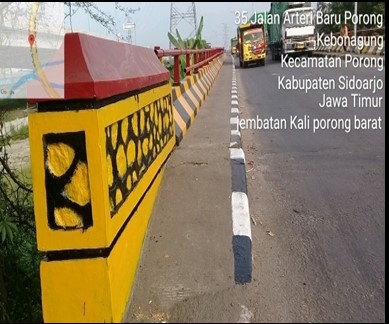 35 Jalan Arteri Baru Porong
Kebonagung
Kecamatan Porong
Kabupaten Sidoarjo
Jawa Timur
embatan Kali porong barat